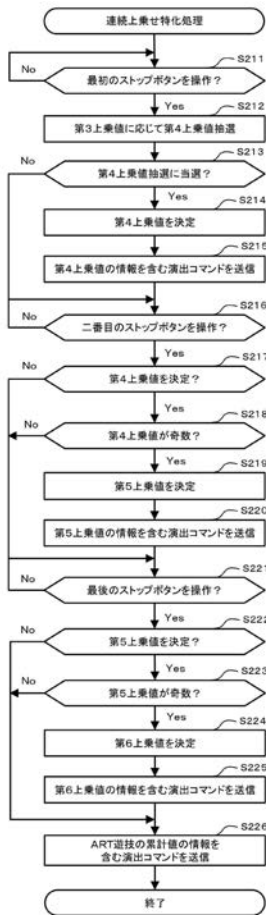 連続上乗せ特化処理
S211
最初のストップボタンを操作？
No
Yes
S212
第3上乗値に応じて第4上乗値抽選
S213
No
第4上乗値抽選に当選？
Yes
S214
第4上乗値を決定
S215
第4上乗値の情報を含む演出コマンドを送信
S216
No
二番目のストップボタンを操作？
Yes
S217
No
第4上乗値を決定？
Yes
S218
No
第4上乗値が奇数？
Yes
S219
第5上乗値を決定
S220
第5上乗値の情報を含む演出コマンドを送信
S221
No
最後のストップボタンを操作？
Yes
S222
No
第5上乗値を決定？
Yes
S223
No
第5上乗値が奇数？
Yes
S224
第6上乗値を決定
S225
第6上乗値の情報を含む演出コマンドを送信
S226
ART遊技の累計値の情報を
含む演出コマンドを送信
終了